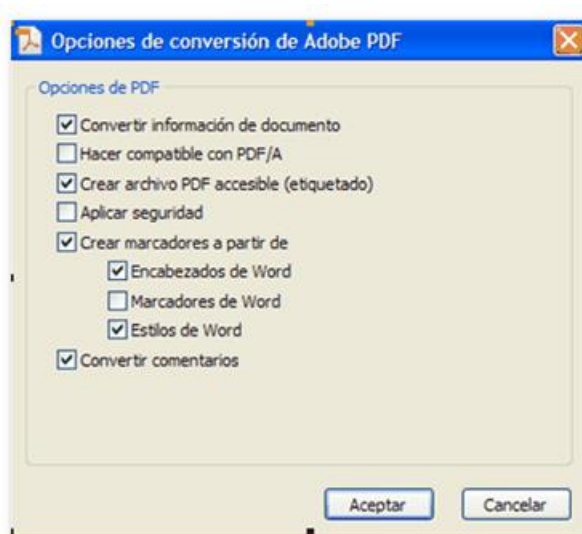 Opciones de conversión de Adobe PDF
Opciones de PDF
Convertir información de documento
Hacer compatible con PDF/A
Crear archivo PDF accesible (etiquetado)
Aplicar seguridad
Crear marcadores a partir de
Encabezados de Word
Marcadores de Word
Estilos de Word
Convertir comentarios
Aceptar Cancelar